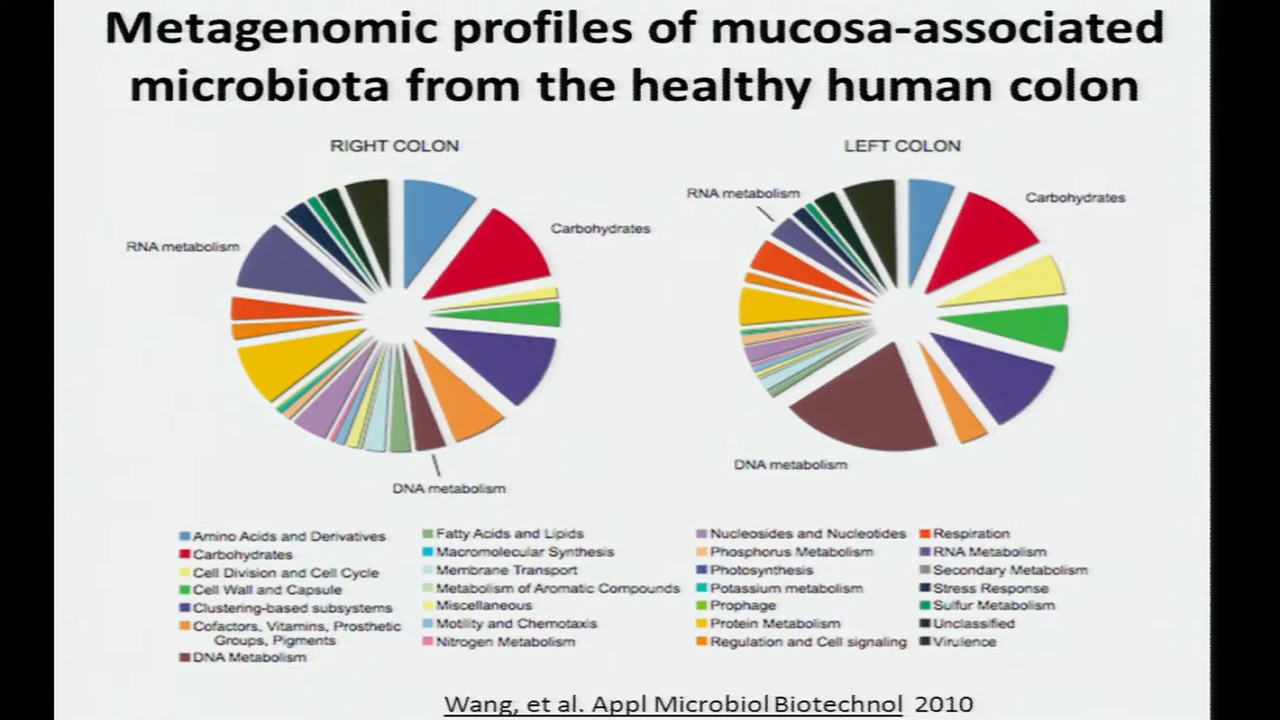 Metagenomic profiles of mucosa-associated
microbiota from the healthy human colon
RIGHT COLON
RNA metabolism
Carbohydrates
DNA metabolism
LEFT COLON
RNA metabolism
Carbohydrates
DNA metabolism
Amino Acids and Derivatives
Carbohydrates
Cell Division and Cell Cycle
Cell Wall and Capsule
Clustering-based subsystems
Cofactors, Vitamins, Prosthetic
Groups, Pigments
DNA Metabolism
Fatty Acids and Lipids
Macromolecular Synthesis
Membrane Transport
Metabolism of Aromatic Compounds
Miscellaneous
Motility and Chemotaxis
Nitrogen Metabolism
Nucleosides and Nucleotides
Phosphorus Metabolism
Photosynthesis
Potassium metabolism
Prophage
Protein Metabolism
Regulation and Cell signaling
Respiration
RNA Metabolism
Secondary Metabolism
Stress Response
Sulfur Metabolism
Unclassified
Virulence
Wang, et al. Appl Microbiol Biotechnol 2010